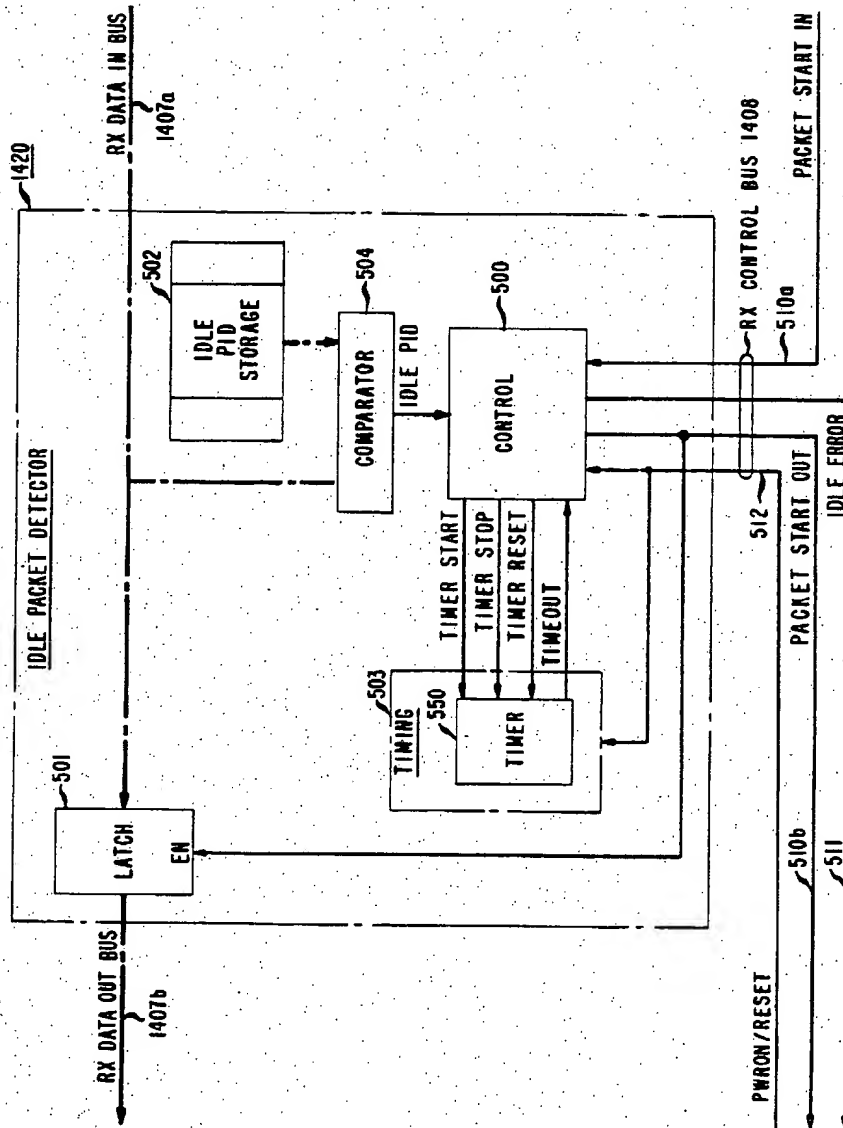 RX DATA IN BUS
1407a
1420
IDLE PACKET DETECTOR
502
IDLE
PID
STORAGE
504
COMPARATOR
IDLE PID
500
CONTROL
TIMER START
TIMER STOP
TIMER RESET
TIMEOUT
503
TIMING
550
TIMER
501
LATCH
EN
RX DATA OUT BUS
1407b
PACKET START IN
RX CONTROL BUS 1408
510a
512
PACKET START OUT
IDLE ERROR
510b
511
PWRON/RESET